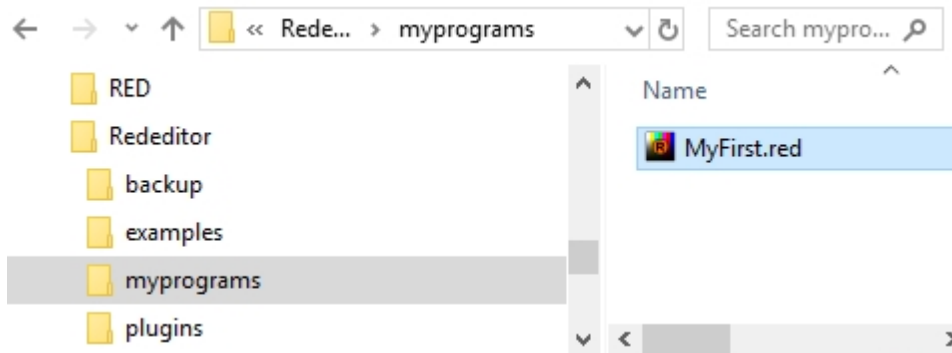 « Rede... > myprograms
Search mypro...
RED
Rededitor
backup
examples
myprograms
plugins
Name
MyFirst.red